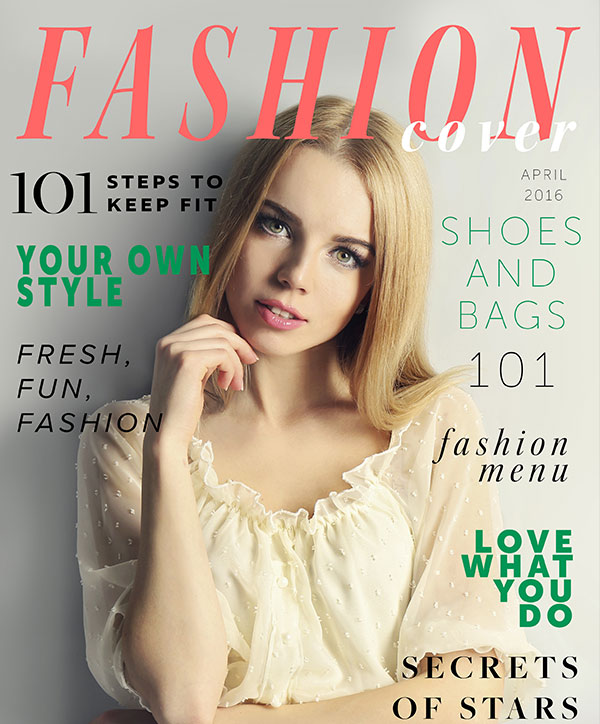 FASHION
cover
APRIL
2016
101 STEPS TO
KEEP FIT
YOUR OWN
STYLE
FRESH,
FUN,
FASHION
SHOES
AND
BAGS
101
fashion
menu
LOVE
WHAT
YOU
DO
SECRETS
OF STARS